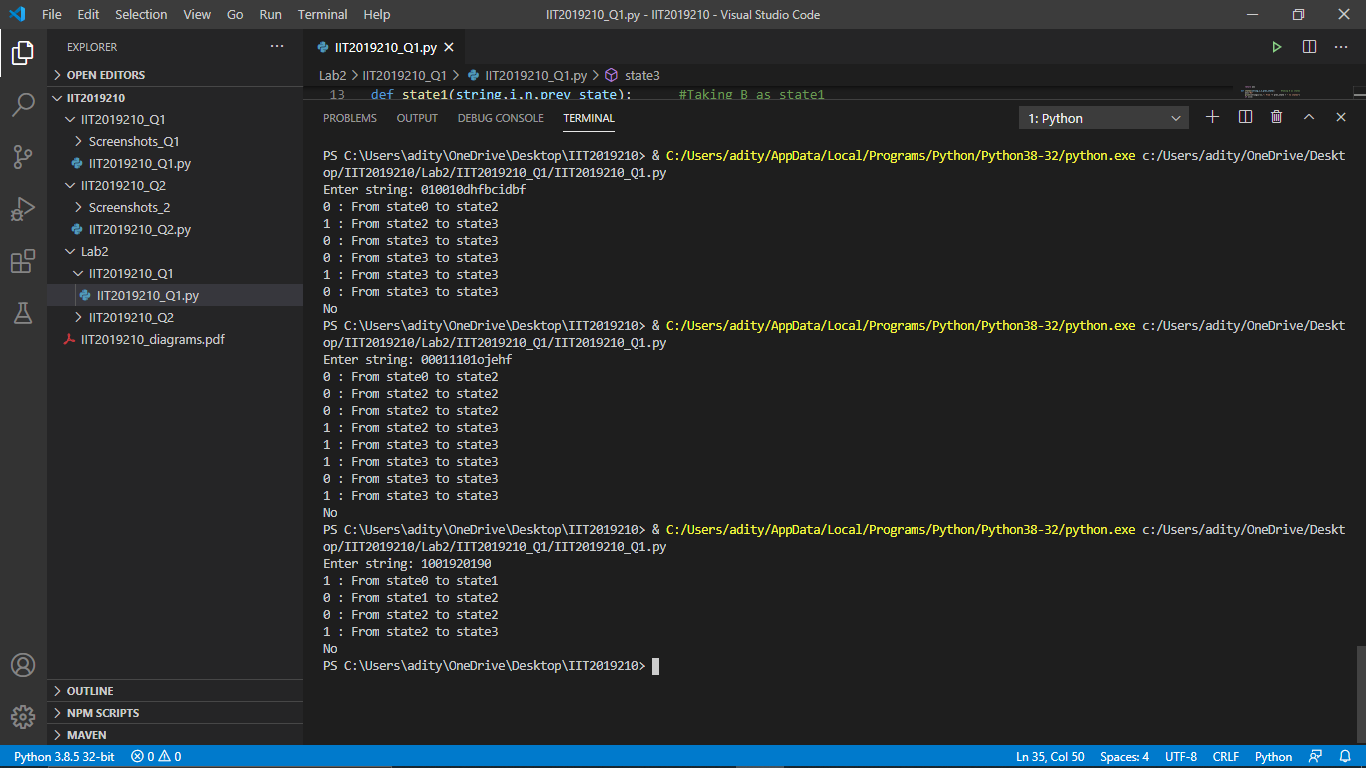 File Edit Selection View Go Run Terminal Help IIT2019210_Q1.py - IIT2019210 - Visual Studio Code
EXPLORER
OPEN EDITORS
IIT2019210
IIT2019210_Q1
Screenshots_Q1
IIT2019210_Q1.py
IIT2019210_Q2
Screenshots_2
IIT2019210_Q2.py
Lab2
IIT2019210_Q1
IIT2019210_Q1.py
IIT2019210_Q2
IIT2019210_diagrams.pdf
OUTLINE
NPM SCRIPTS
MAVEN
IIT2019210_Q1.py
Lab2 > IIT2019210_Q1 > IIT2019210_Q1.py > state3
13 def state1(string,i,n,prev_state): #Taking B as state1
PROBLEMS OUTPUT DEBUG CONSOLE TERMINAL 1: Python
PS C:\Users\adity\OneDrive\Desktop\IIT2019210> & C:/Users/adity/AppData/Local/Programs/Python/Python38-32/python.exe c:/Users/adity/OneDrive/Deskt
op/IIT2019210/Lab2/IIT2019210_Q1/IIT2019210_Q1.py
Enter string: 010010dhfbcidbf
0 : From state0 to state2
1 : From state2 to state3
0 : From state3 to state3
0 : From state3 to state3
1 : From state3 to state3
0 : From state3 to state3
No
PS C:\Users\adity\OneDrive\Desktop\IIT2019210> & C:/Users/adity/AppData/Local/Programs/Python/Python38-32/python.exe c:/Users/adity/OneDrive/Deskt
op/IIT2019210/Lab2/IIT2019210_Q1/IIT2019210_Q1.py
Enter string: 00011101ojehf
0 : From state0 to state2
0 : From state2 to state2
0 : From state2 to state2
1 : From state2 to state3
1 : From state3 to state3
1 : From state3 to state3
0 : From state3 to state3
1 : From state3 to state3
No
PS C:\Users\adity\OneDrive\Desktop\IIT2019210> & C:/Users/adity/AppData/Local/Programs/Python/Python38-32/python.exe c:/Users/adity/OneDrive/Deskt
op/IIT2019210/Lab2/IIT2019210_Q1/IIT2019210_Q1.py
Enter string: 1001920190
1 : From state0 to state1
0 : From state1 to state2
0 : From state2 to state2
1 : From state2 to state3
No
PS C:\Users\adity\OneDrive\Desktop\IIT2019210>
Python 3.8.5 32-bit 0 0 Ln 35, Col 50 Spaces: 4 UTF-8 CRLF Python